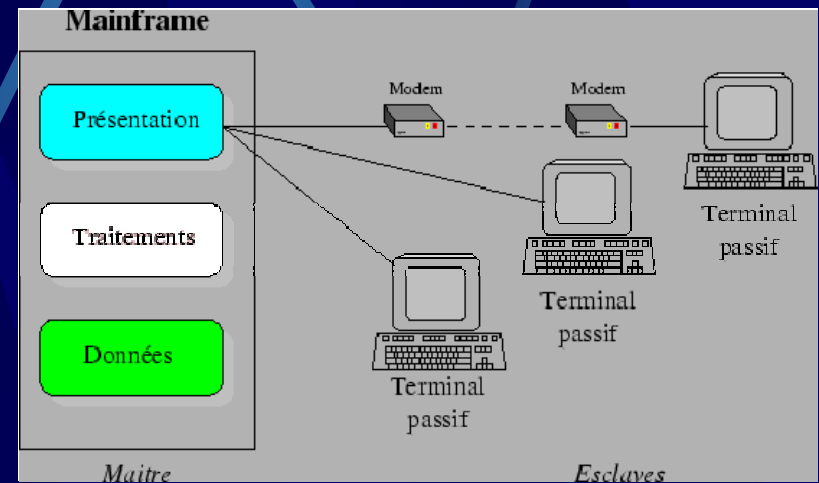 Mainframe
Modem
Modem
Présentation
Terminal
passif
Traitements
Terminal
passif
Données
Terminal
passif
Maitre
Esclaves